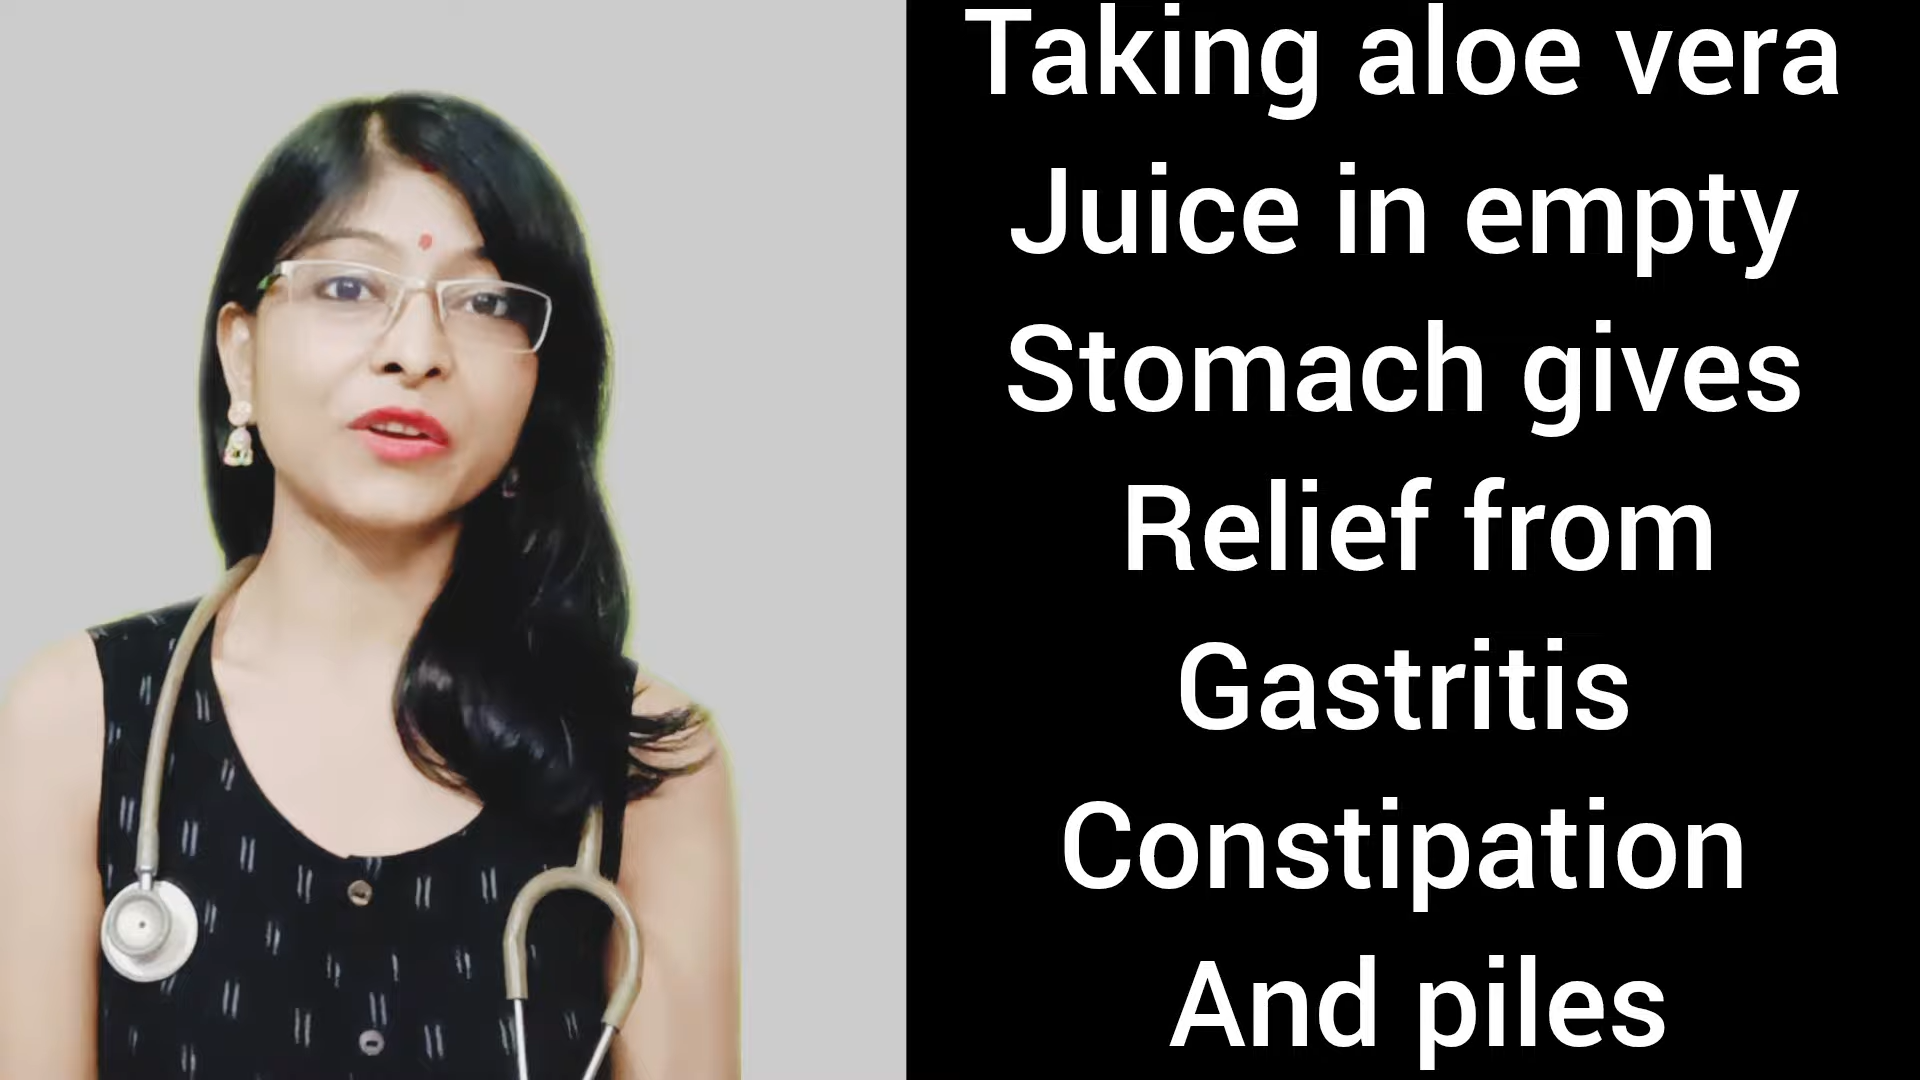 Taking aloe vera
Juice in empty
Stomach gives
Relief from
Gastritis
Constipation
And piles